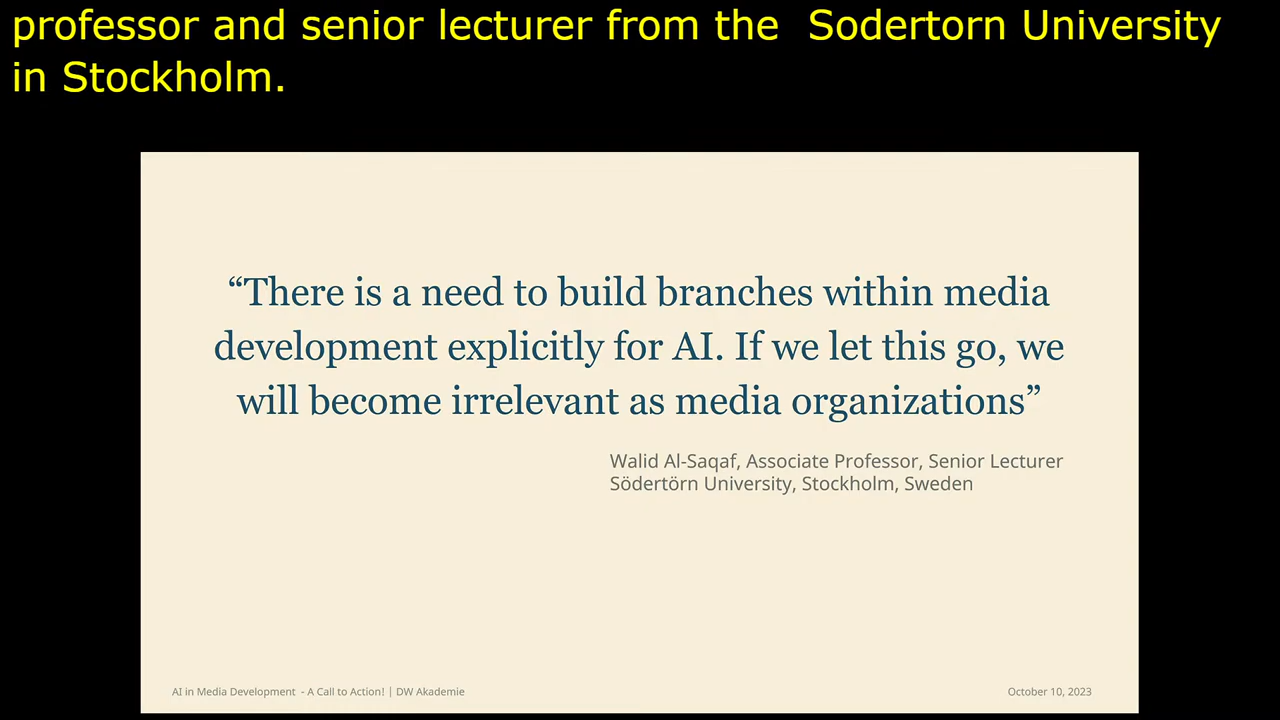 professor and senior lecturer from the  Sodertorn University
in Stockholm.
“There is a need to build branches within media
development explicitly for AI. If we let this go, we
will become irrelevant as media organizations”
Walid Al-Saqaf, Associate Professor, Senior Lecturer
Södertörn University, Stockholm, Sweden
AI in Media Development  - A Call to Action! | DW Akademie
October 10, 2023